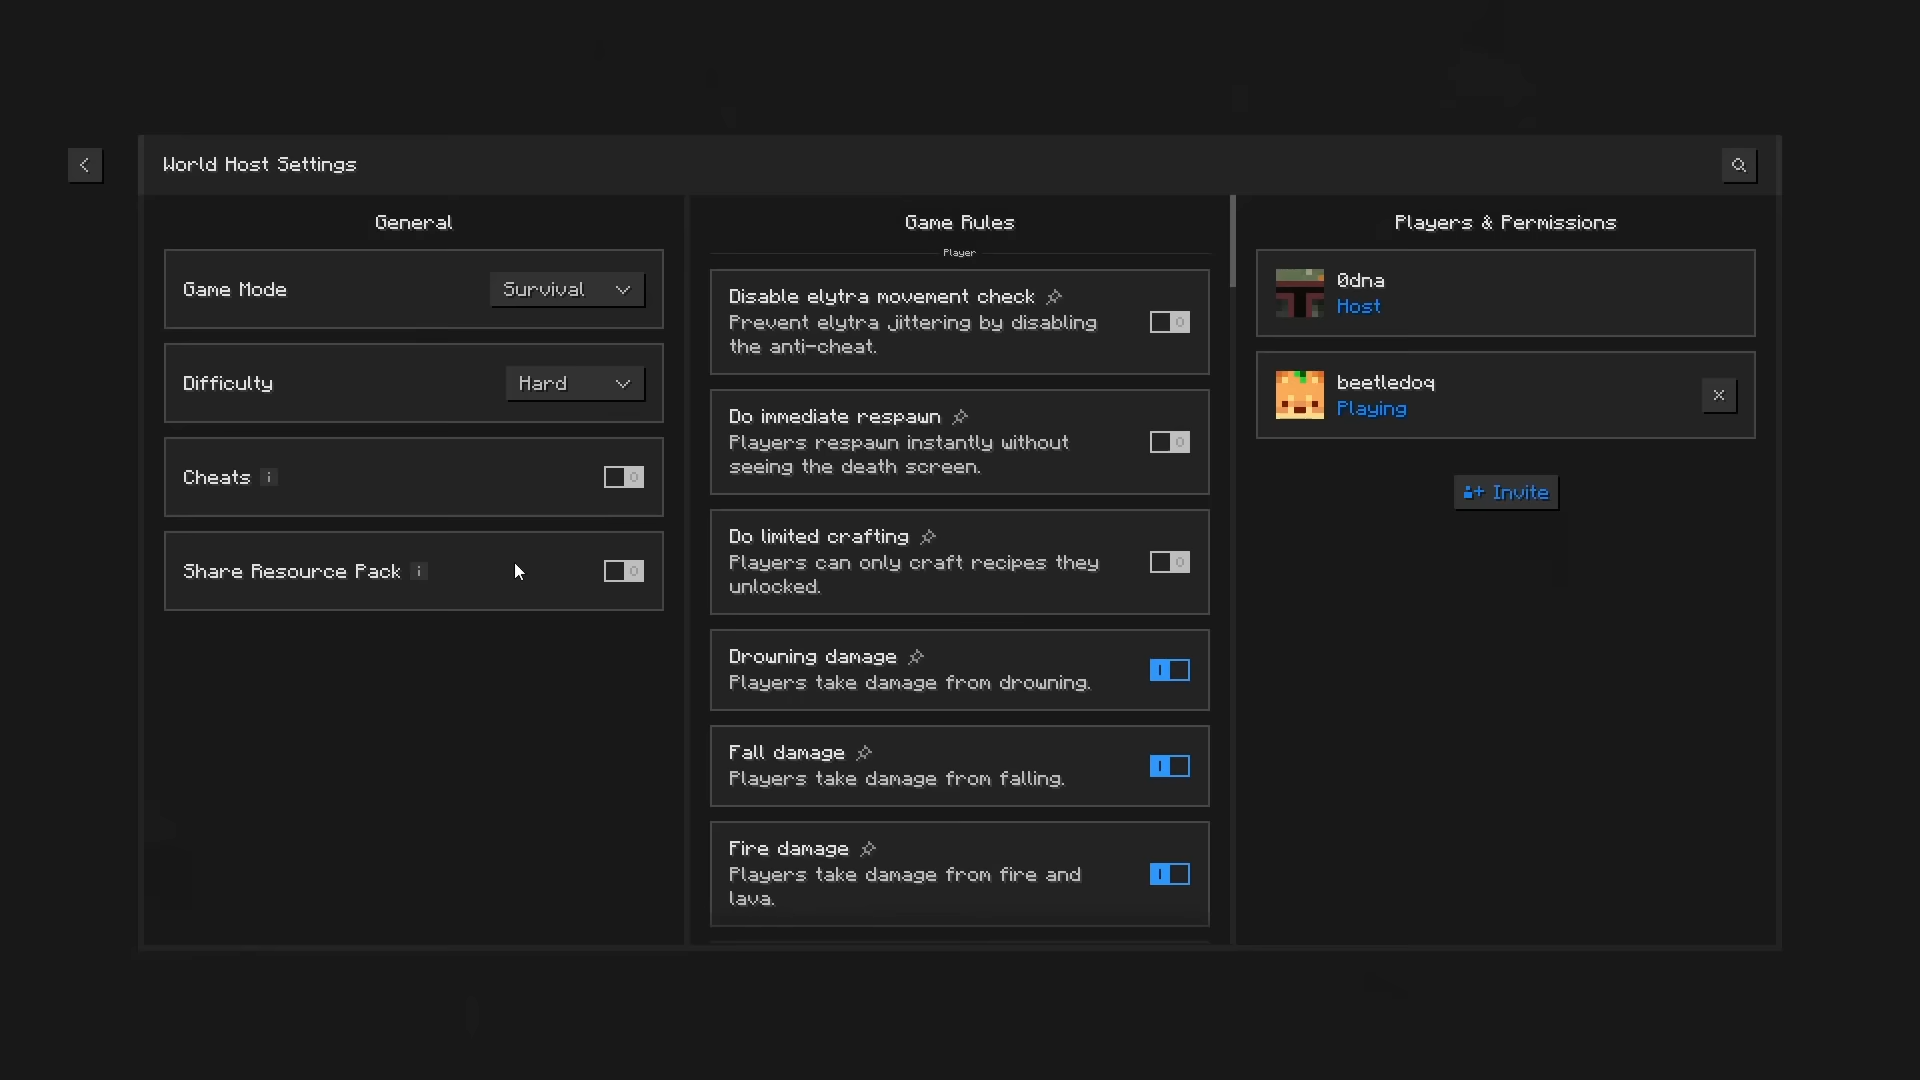 World Host Settings
General
Game Mode
Survival
Difficulty
Hard
Cheats i
Share Resource Pack i
Game Rules
Player
Disable elytra movement check
Prevent elytra jittering by disabling
the anti-cheat.
Do immediate respawn
Players respawn instantly without
seeing the death screen.
Do limited crafting
Players can only craft recipes they
unlocked.
Drowning damage
Players take damage from drowning.
Fall damage
Players take damage from falling.
Fire damage
Players take damage from fire and
lava.
Players & Permissions
0dna
Host
beetledoq
Playing
Invite